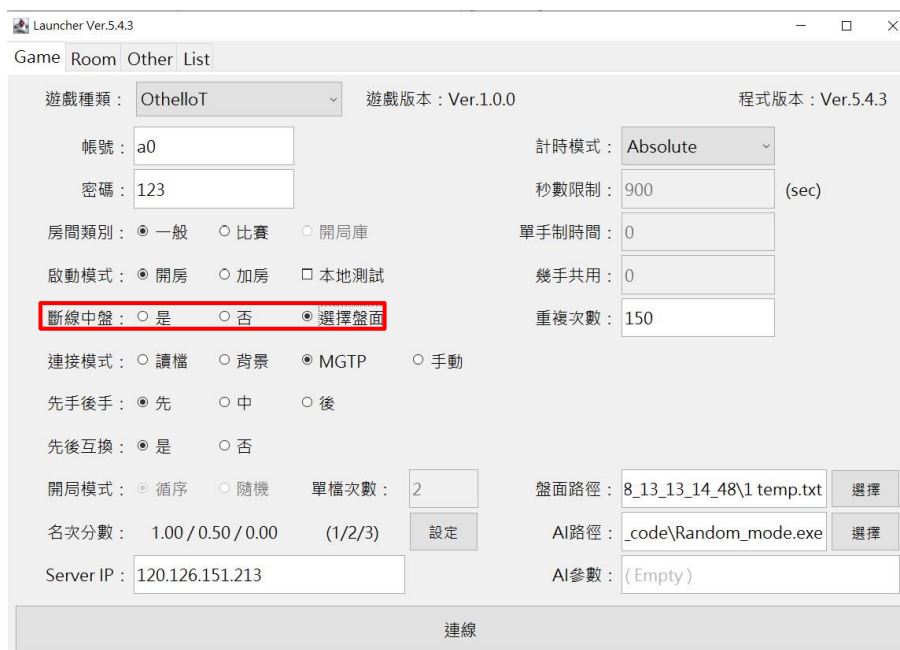 Launcher Ver.5.4.3
Game Room Other List
遊戲種類： OthelloT 遊戲版本：Ver.1.0.0 程式版本：Ver.5.4.3
帳號： a0 計時模式： Absolute
密碼： 123 秒數限制： 900 (sec)
房間類別： 一般 比賽 開局庫 單手制時間： 0
啟動模式： 開房 加房 本地測試 幾手共用： 0
斷線中盤： 是 否 選擇盤面 重複次數： 150
連接模式： 讀檔 背景 MGTP 手動
先手後手： 先 中 後
先後互換： 是 否
開局模式： 循序 隨機 單檔次數： 2 盤面路徑： 8_13_13_14_48\1 temp.txt 選擇
名次分數： 1.00 / 0.50 / 0.00 (1/2/3) 設定 AI路徑： _code\Random_mode.exe 選擇
Server IP： 120.126.151.213 AI參數： ( Empty )
連線